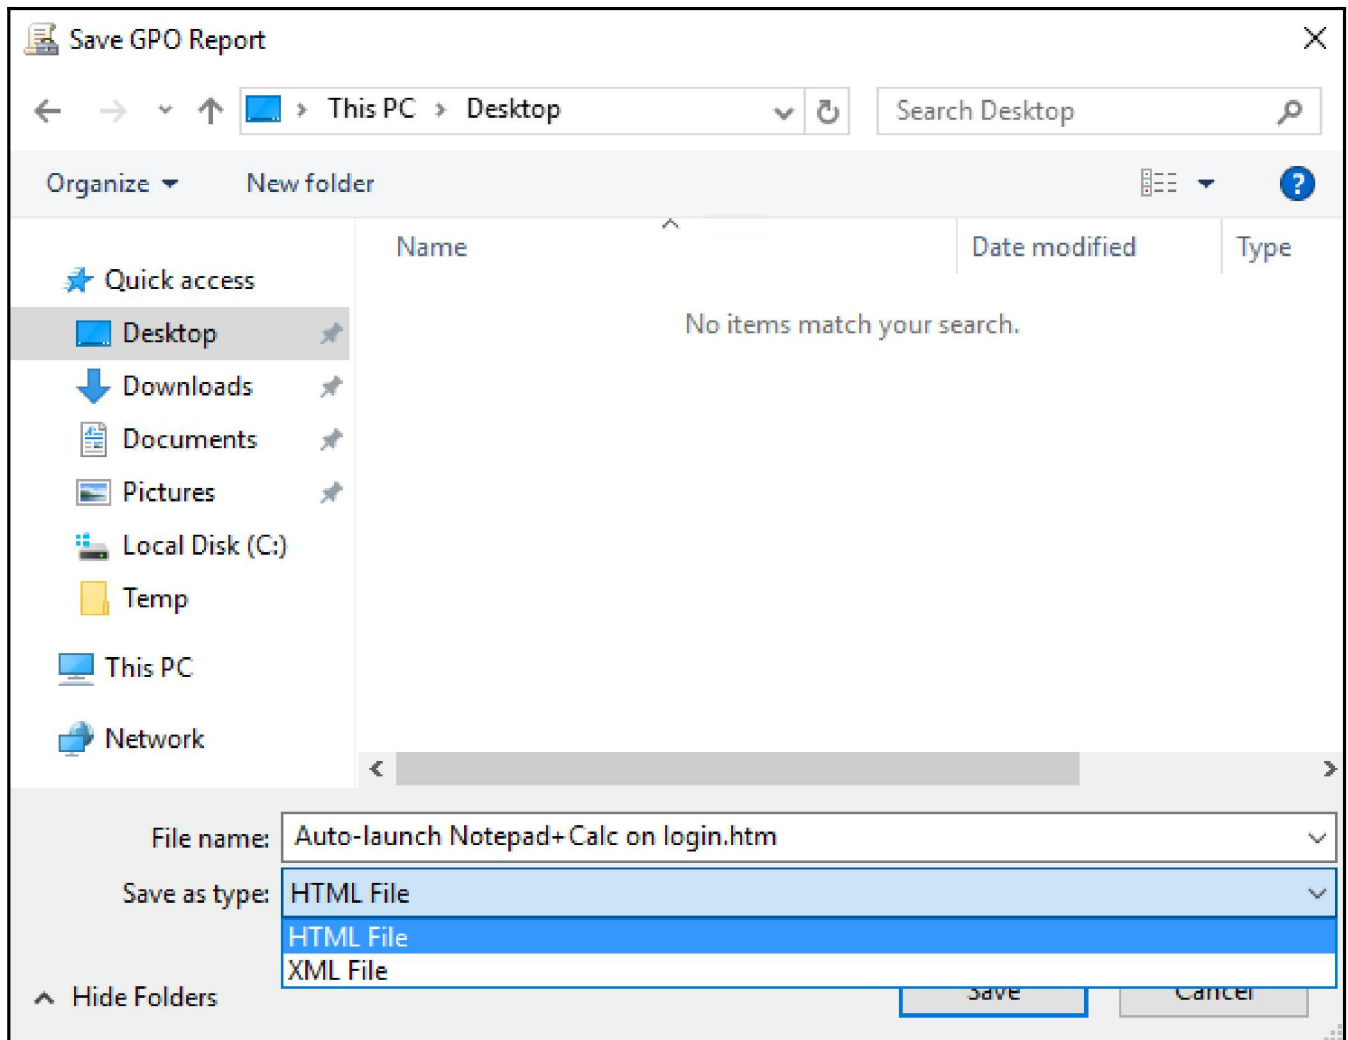 Save GPO Report
This PC > Desktop
Search Desktop
Organize
New folder
?
Name
Date modified
Type
Quick access
No items match your search.
Desktop
Downloads
Documents
Pictures
Local Disk (C:)
Temp
This PC
Network
File name: Auto-launch Notepad+Calc on login.htm
Save as type: HTML File
HTML File
XML File
Hide Folders
Save
Cancel